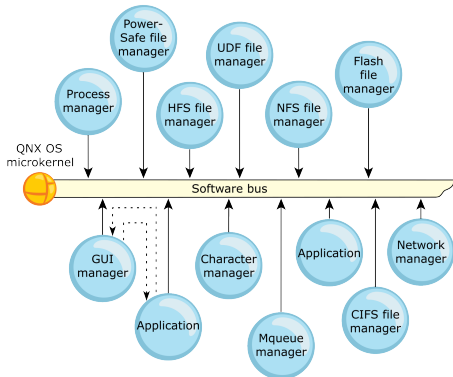 Power-
Safe file
manager
UDF file
manager
Flash
file
manager
Process
manager
HFS file
manager
NFS file
manager
QNX OS
microkernel
Software bus
GUI
manager
Character
manager
Application
Network
manager
Application
Mqueue
manager
CIFS file
manager